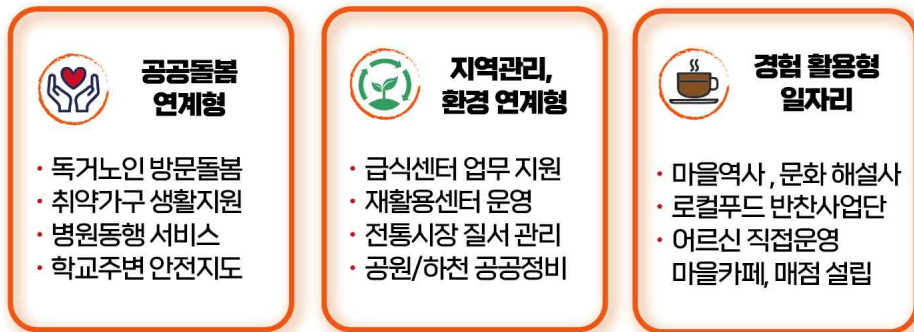 공공돌봄
연계형
· 독거노인 방문돌봄
· 취약가구 생활지원
· 병원동행 서비스
· 학교주변 안전지도
지역관리,
환경 연계형
· 급식센터 업무 지원
· 재활용센터 운영
· 전통시장 질서 관리
· 공원/하천 공공정비
경험 활용형
일자리
· 마을역사 , 문화 해설사
· 로컬푸드 반찬사업단
· 어르신 직접운영
마을카페, 매점 설립